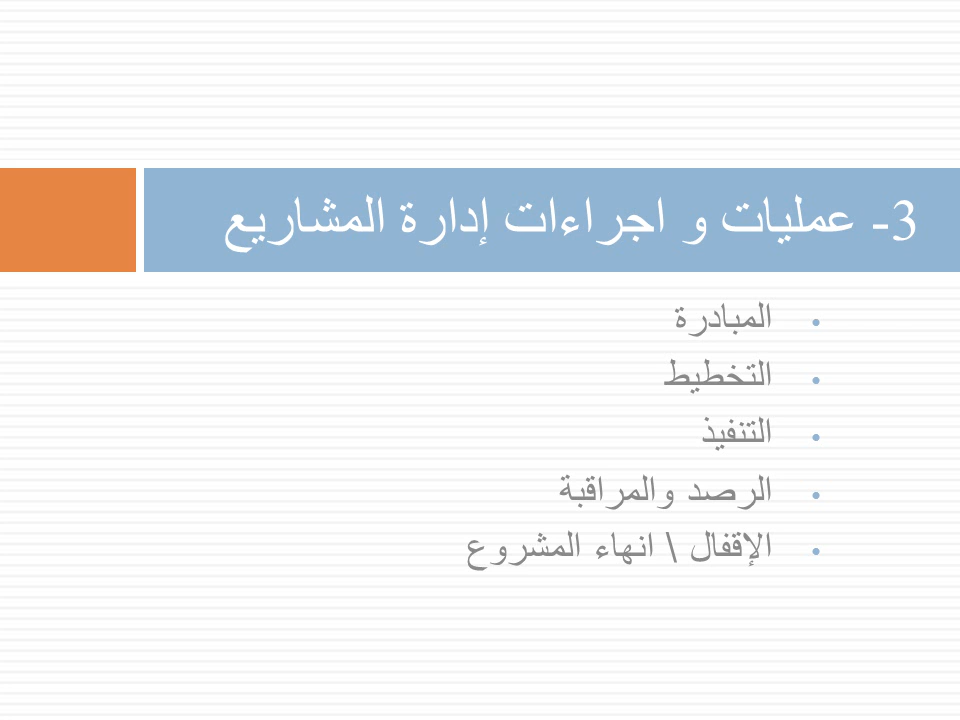 3- عمليات و اجراءات إدارة المشاريع
• المبادرة
• التخطيط
• التنفيذ
• الرصد والمراقبة
• الإقفال \ انهاء المشروع